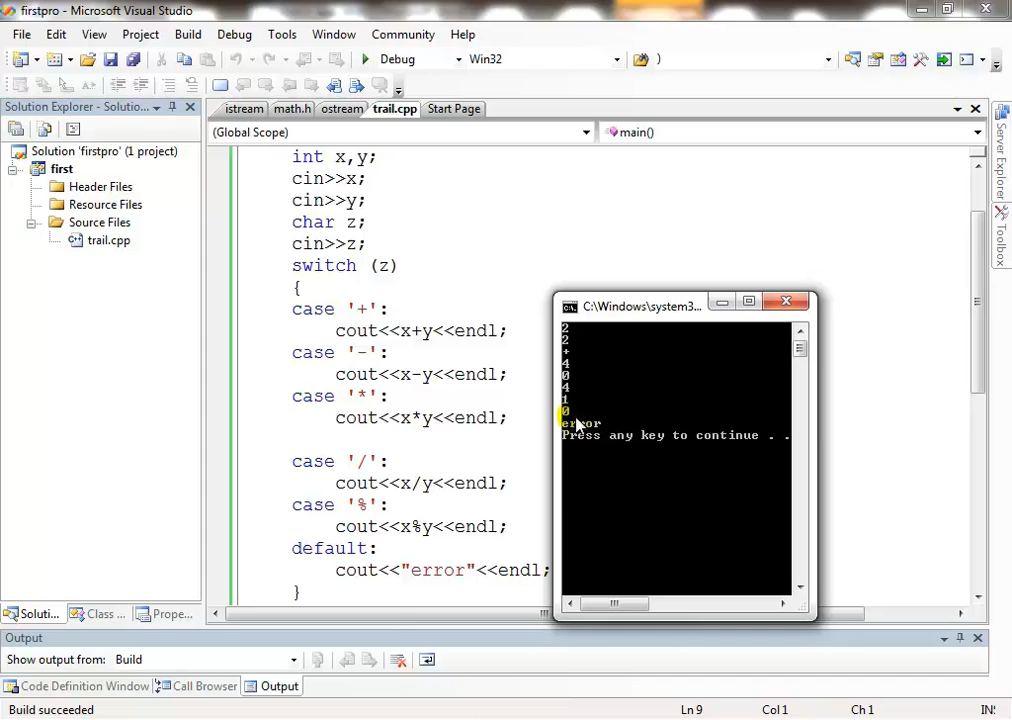 firstpro - Microsoft Visual Studio
File Edit View Project Build Debug Tools Window Community Help
Debug Win32 )
Solution Explorer - Solutio...
istream math.h ostream trail.cpp Start Page
(Global Scope) main()
Solution 'firstpro' (1 project)
first
Header Files
Resource Files
Source Files
trail.cpp
int x,y;
cin>>x;
cin>>y;
char z;
cin>>z;
switch (z)
{
case '+':
cout<<x+y<<endl;
case '-':
cout<<x-y<<endl;
case '*':
cout<<x*y<<endl;
case '/':
cout<<x/y<<endl;
case '%':
cout<<x%y<<endl;
default:
cout<<"error"<<endl;
}
C:\Windows\system3...
2
2
+
4
0
4
1
0
error
Press any key to continue . .
Server Explorer
Toolbox
Soluti... Class ... Prope...
Output
Show output from: Build
Code Definition Window Call Browser Output
Build succeeded Ln 9 Col 1 Ch 1 INS